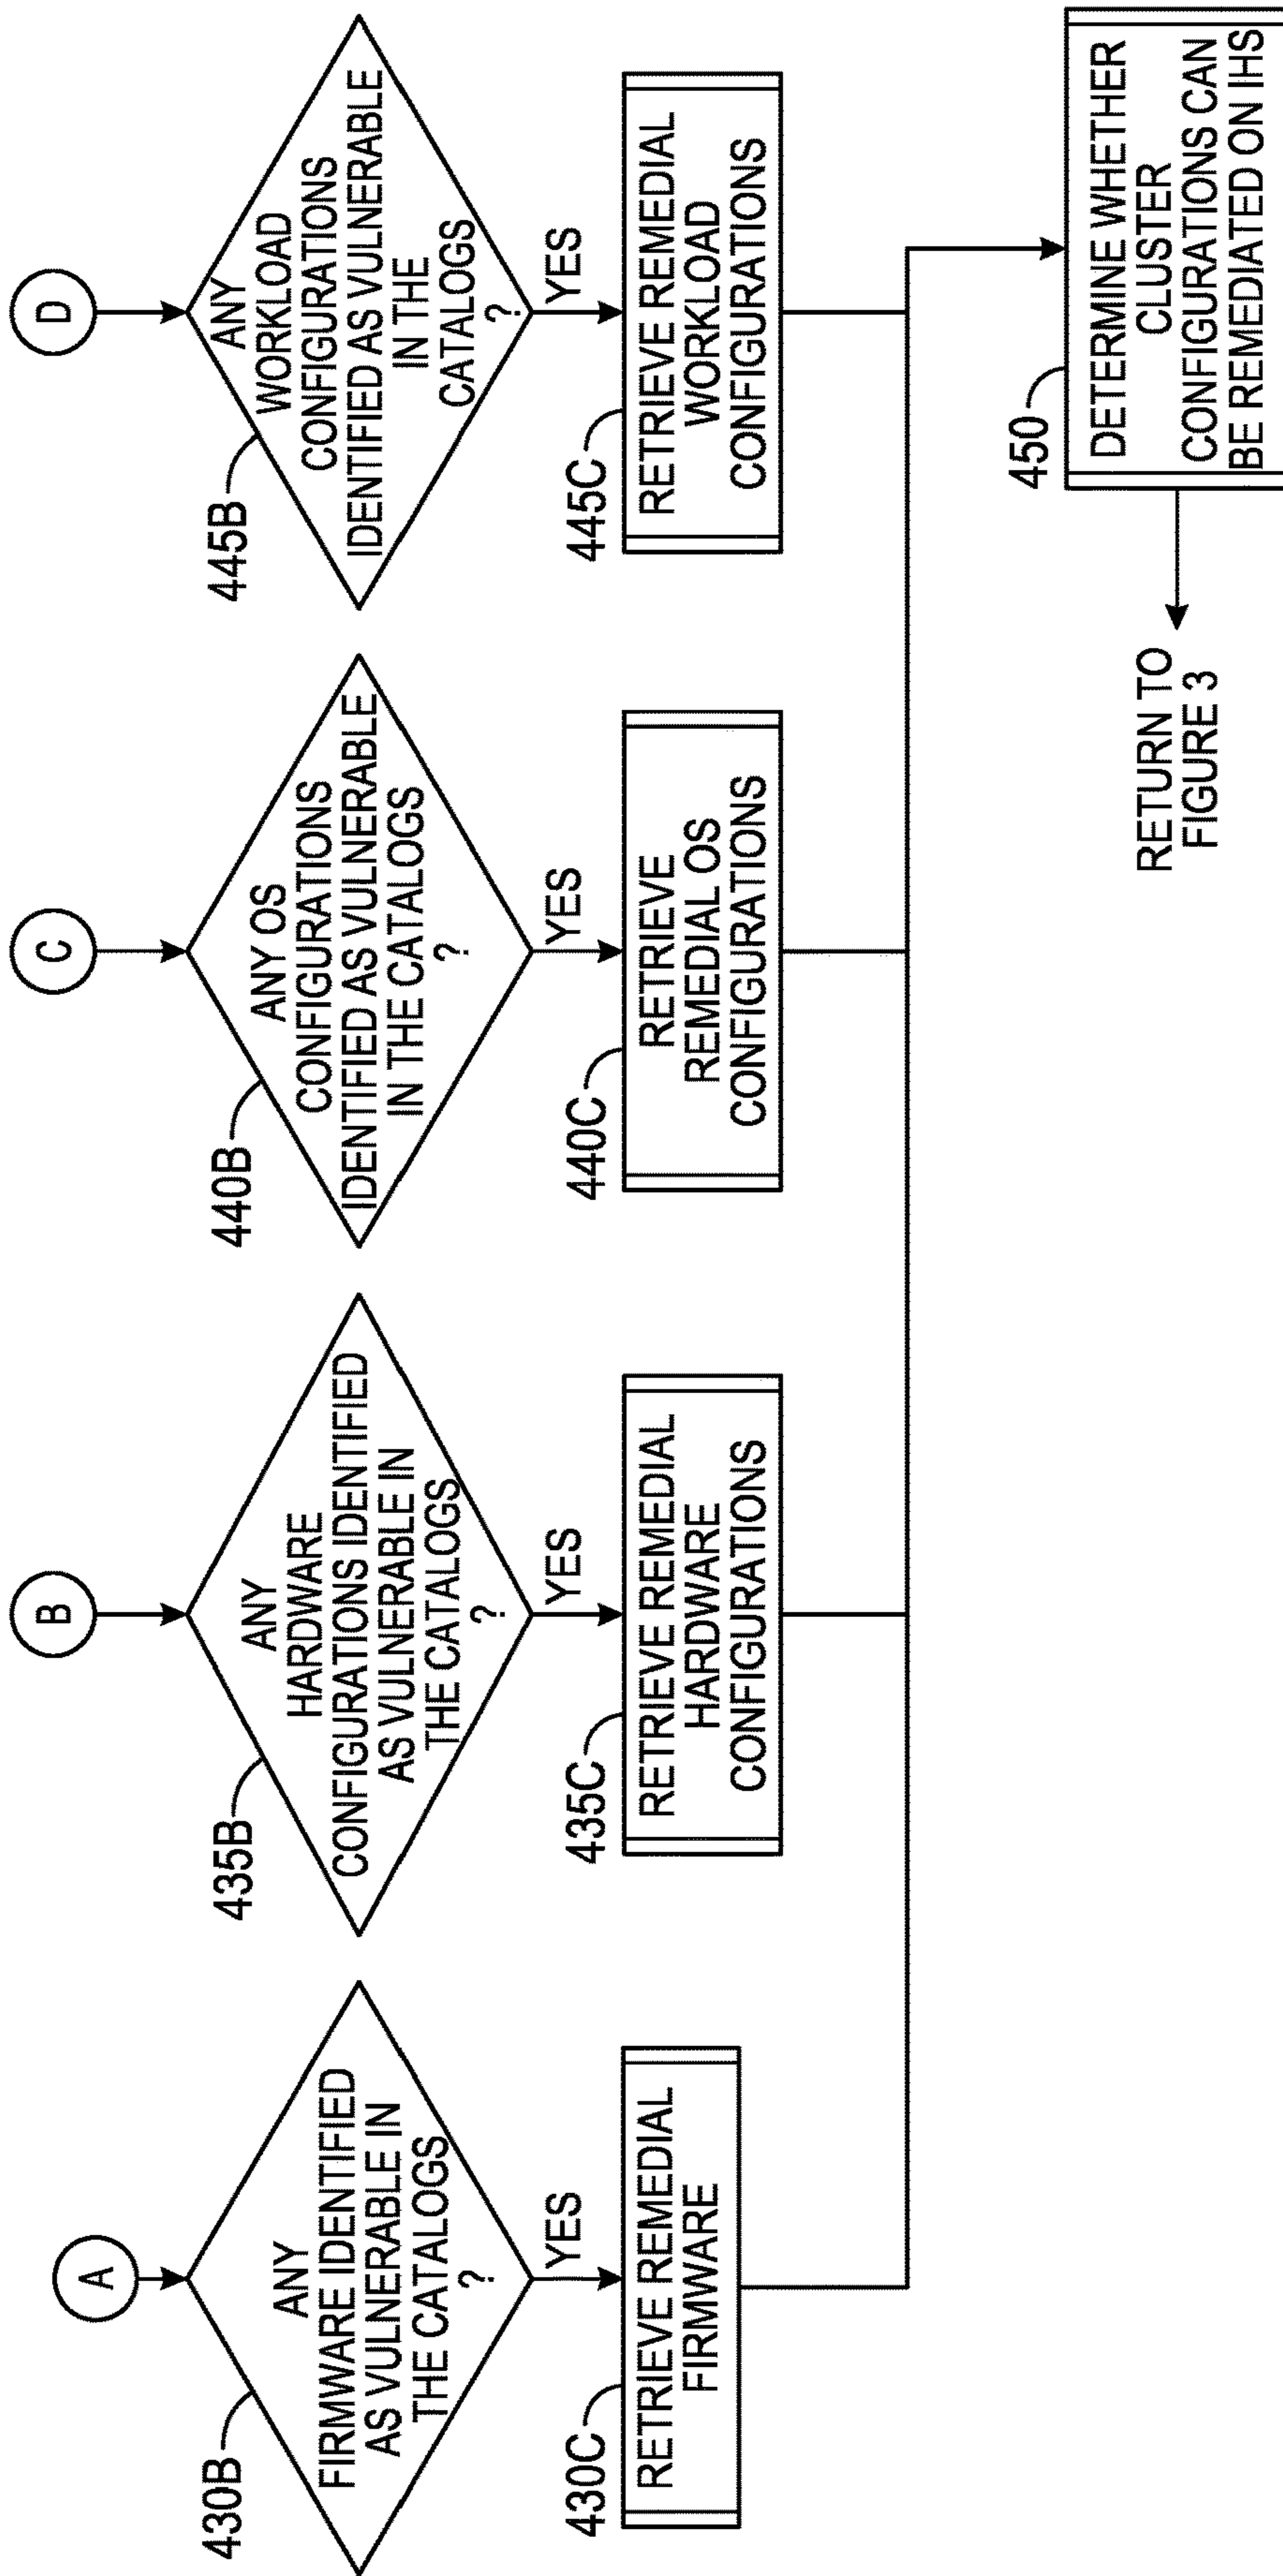 A
430B
ANY
FIRMWARE IDENTIFIED
AS VULNERABLE IN
THE CATALOGS
?
YES
430C
RETRIEVE REMEDIAL
FIRMWARE
B
435B
ANY
HARDWARE
CONFIGURATIONS IDENTIFIED
AS VULNERABLE IN
THE CATALOGS
?
YES
435C
RETRIEVE REMEDIAL
HARDWARE
CONFIGURATIONS
C
440B
ANY OS
CONFIGURATIONS
IDENTIFIED AS VULNERABLE
IN THE CATALOGS
?
YES
440C
RETRIEVE
REMEDIAL OS
CONFIGURATIONS
D
445B
ANY
WORKLOAD
CONFIGURATIONS
IDENTIFIED AS VULNERABLE
IN THE
CATALOGS
?
YES
445C
RETRIEVE REMEDIAL
WORKLOAD
CONFIGURATIONS
450
DETERMINE WHETHER
CLUSTER
CONFIGURATIONS CAN
BE REMEDIATED ON IHS
RETURN TO
FIGURE 3